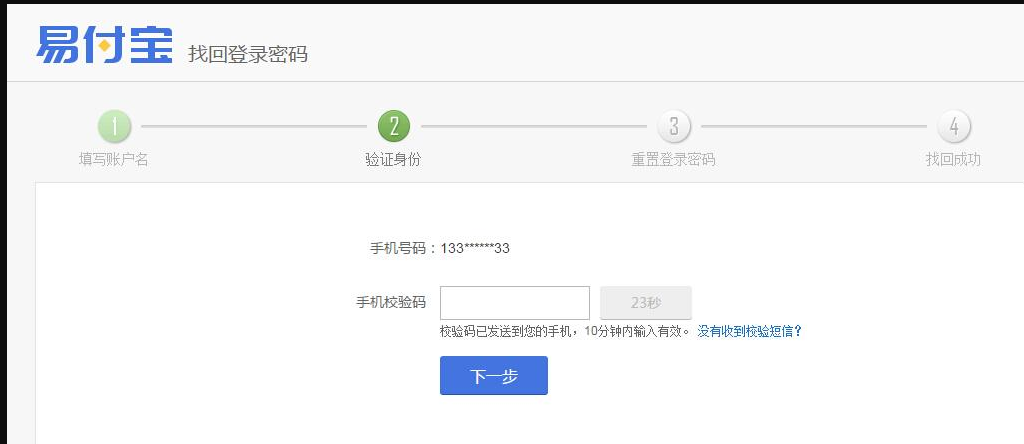 易付宝 找回登录密码
1 2 3 4
填写账户名 验证身份 重置登录密码 找回成功
手机号码：133******33
手机校验码 23秒
校验码已发送到您的手机，10分钟内输入有效。 没有收到校验短信？
下一步